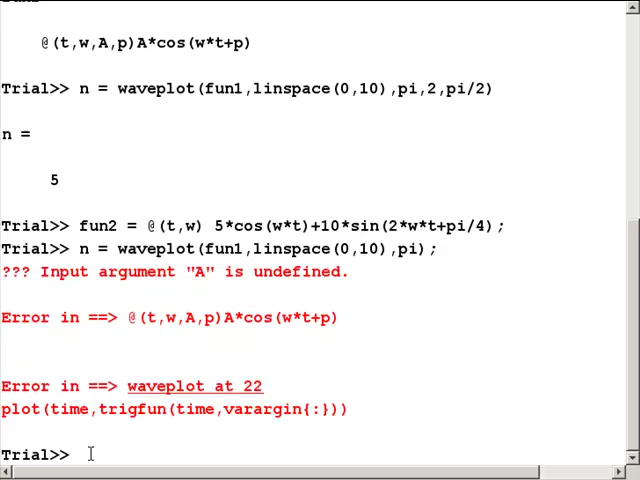 @(t,w,A,p)A*cos(w*t+p)
Trial>> n = waveplot(fun1,linspace(0,10),pi,2,pi/2)
n =
5
Trial>> fun2 = @(t,w) 5*cos(w*t)+10*sin(2*w*t+pi/4);
Trial>> n = waveplot(fun1,linspace(0,10),pi);
??? Input argument "A" is undefined.
Error in ==> @(t,w,A,p)A*cos(w*t+p)
Error in ==> waveplot at 22
plot(time,trigfun(time,varargin{:}))
Trial>>